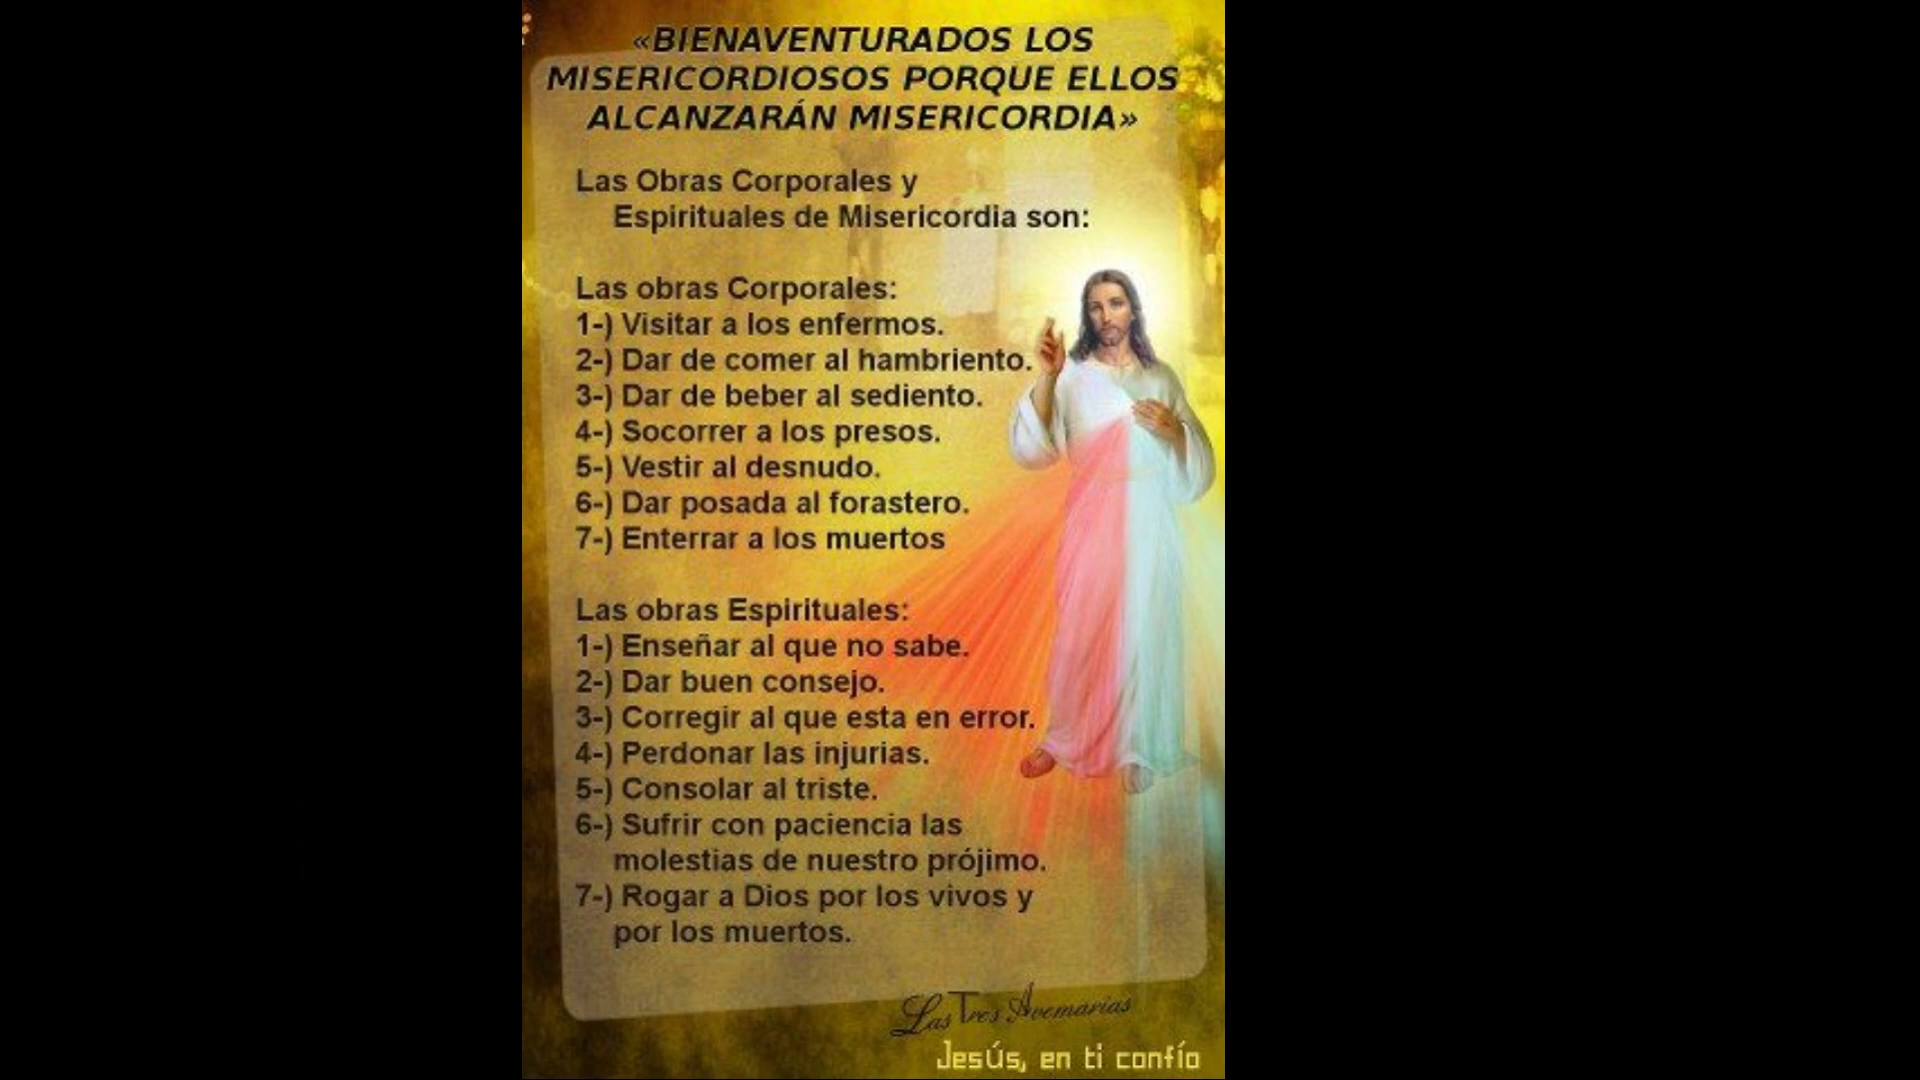 «BIENAVENTURADOS LOS
MISERICORDIOSOS PORQUE ELLOS
ALCANZARÁN MISERICORDIA»
Las Obras Corporales y
Espirituales de Misericordia son:
Las obras Corporales:
1-) Visitar a los enfermos.
2-) Dar de comer al hambriento.
3-) Dar de beber al sediento.
4-) Socorrer a los presos.
5-) Vestir al desnudo.
6-) Dar posada al forastero.
7-) Enterrar a los muertos
Las obras Espirituales:
1-) Enseñar al que no sabe.
2-) Dar buen consejo.
3-) Corregir al que esta en error.
4-) Perdonar las injurias.
5-) Consolar al triste.
6-) Sufrir con paciencia las
molestias de nuestro prójimo.
7-) Rogar a Dios por los vivos y
por los muertos.
Las Tres Avemarías
Jesús, en ti confío